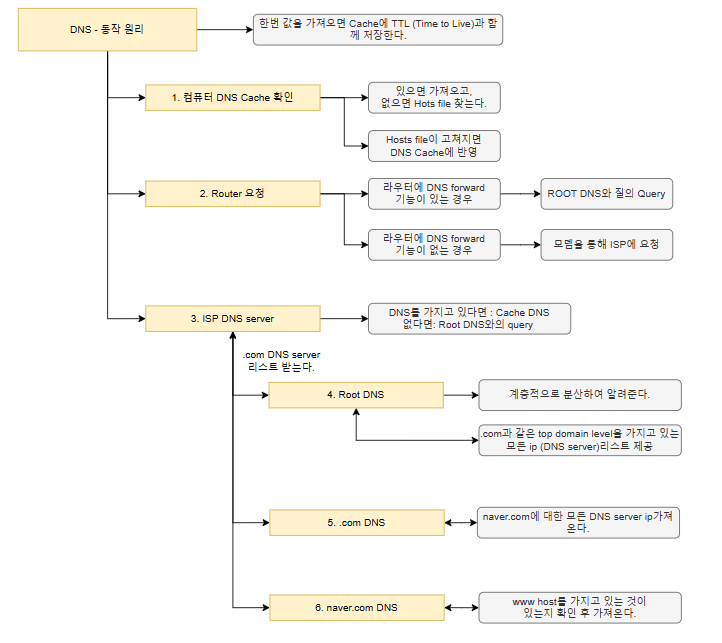 DNS - 동작 원리
한번 값을 가져오면 Cache에 TTL (Time to Live)과 함
께 저장한다.
1. 컴퓨터 DNS Cache 확인
있으면 가져오고,
없으면 Hots file 찾는다.
Hosts file이 고쳐지면
DNS Cache에 반영
2. Router 요청
라우터에 DNS forward
기능이 있는 경우
ROOT DNS와 질의 Query
라우터에 DNS forward
기능이 없는 경우
모뎀을 통해 ISP에 요청
3. ISP DNS server
DNS를 가지고 있다면 : Cache DNS
없다면: Root DNS와의 query
.com DNS server
리스트 받는다.
4. Root DNS
계층적으로 분산하여 알려준다.
.com과 같은 top domain level을 가지고 있는
모든 ip (DNS server)리스트 제공
5. .com DNS
naver.com에 대한 모든 DNS server ip가져
온다.
6. naver.com DNS
www host를 가지고 있는 것이
있는지 확인 후 가져온다.